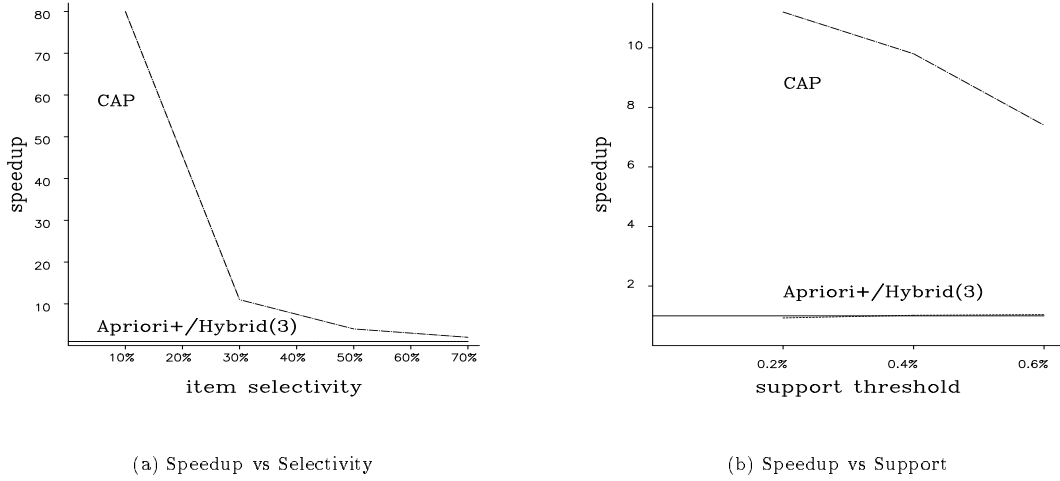 80
70
60
50
40
30
20
10
speedup
CAP
Apriori+/Hybrid(3)
10% 20% 30% 40% 50% 60% 70%
item selectivity
(a) Speedup vs Selectivity
10
8
6
4
2
speedup
CAP
Apriori+/Hybrid(3)
0.2% 0.4% 0.6%
support threshold
(b) Speedup vs Support